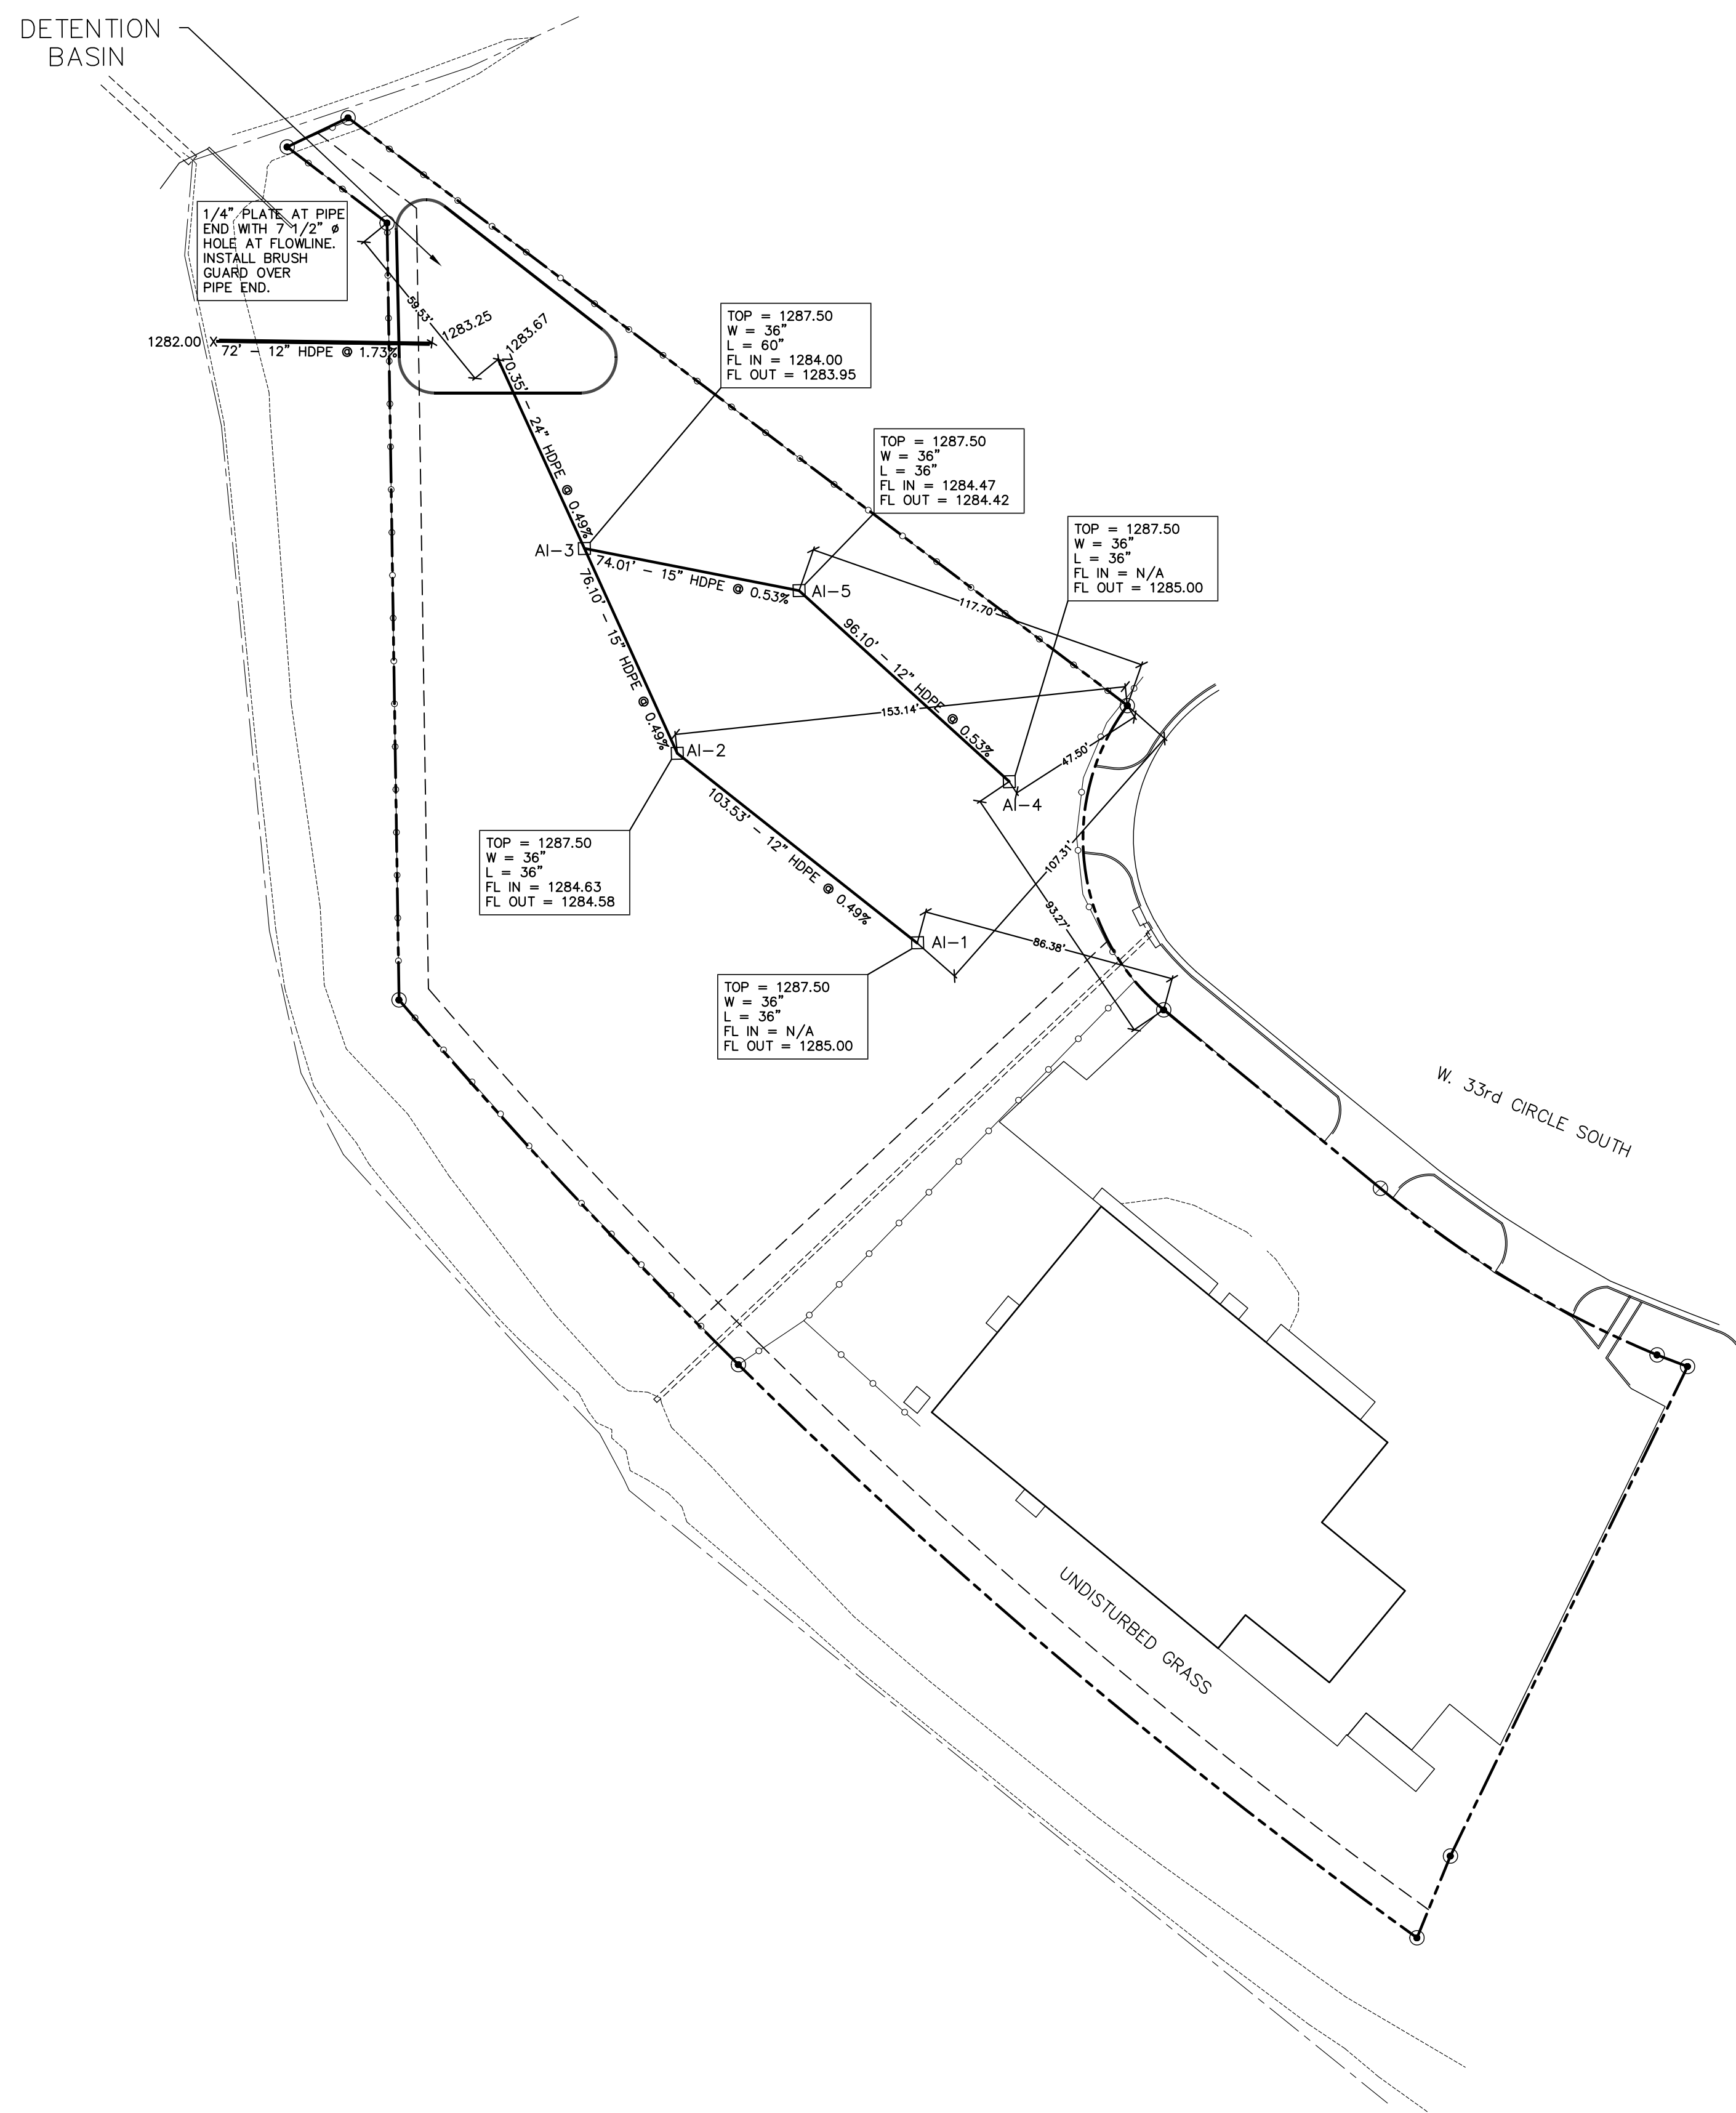 DETENTION
BASIN
1/4" PLATE AT PIPE
END WITH 7 1/2" ø
HOLE AT FLOWLINE.
INSTALL BRUSH
GUARD OVER
PIPE END.
59.53'
1283.25
1283.67
1282.00
72' - 12" HDPE @ 1.73%
TOP = 1287.50
W = 36"
L = 60"
FL IN = 1284.00
FL OUT = 1283.95
70.35' - 24" HDPE @ 0.49%
TOP = 1287.50
W = 36"
L = 36"
FL IN = 1284.47
FL OUT = 1284.42
TOP = 1287.50
W = 36"
L = 36"
FL IN = N/A
FL OUT = 1285.00
AI-3
74.01' - 15" HDPE @ 0.53%
AI-5
117.70'
76.10' - 15" HDPE @ 0.49%
96.10' - 12" HDPE @ 0.53%
153.14'
AI-2
47.50'
AI-4
103.53' - 12" HDPE @ 0.49%
107.31'
TOP = 1287.50
W = 36"
L = 36"
FL IN = 1284.63
FL OUT = 1284.58
93.27'
AI-1
86.38'
TOP = 1287.50
W = 36"
L = 36"
FL IN = N/A
FL OUT = 1285.00
W. 33rd CIRCLE SOUTH
UNDISTURBED GRASS